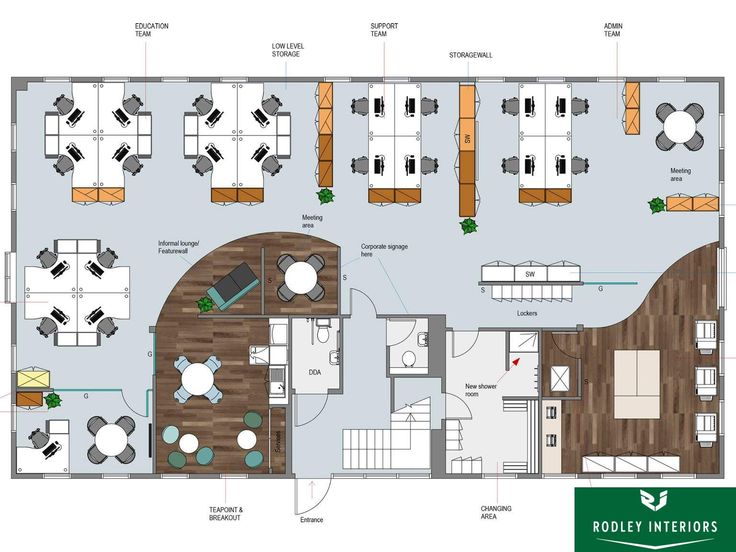 EDUCATION
TEAM
LOW LEVEL
STORAGE
SUPPORT
TEAM
STORAGEWALL
ADMIN
TEAM
SW
Meeting
area
Meeting
area
Informal lounge/
Featurewall
Corporate signage
here
S
S
SW
S
G
Lockers
G
DDA
New shower
room
S
G
Services
TEAPOINT &
BREAKOUT
Entrance
CHANGING
AREA
RODLEY INTERIORS